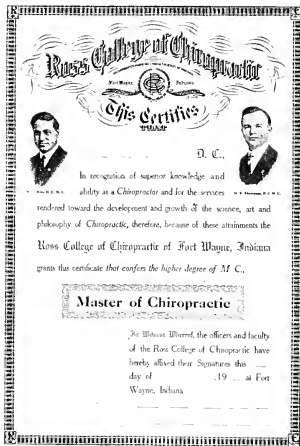 Ross College of Chiropractic
Fort Wayne, Indiana
This Certifies
THAT
D. C.,
In recognition of superior knowledge and
ability as a Chiropractor and for the services
rendered toward the development and growth of the science, art and
philosophy of Chiropractic, therefore, because of these attainments the
Ross College of Chiropractic of Fort Wayne, Indiana
grants this certificate that confers the higher degree of M C.,
Master of Chiropractic
In Witness Whereof, the officers and faculty
of the Ross College of Chiropractic have
hereby affixed their Signatures this
day of ,19 at Fort
Wayne, Indiana